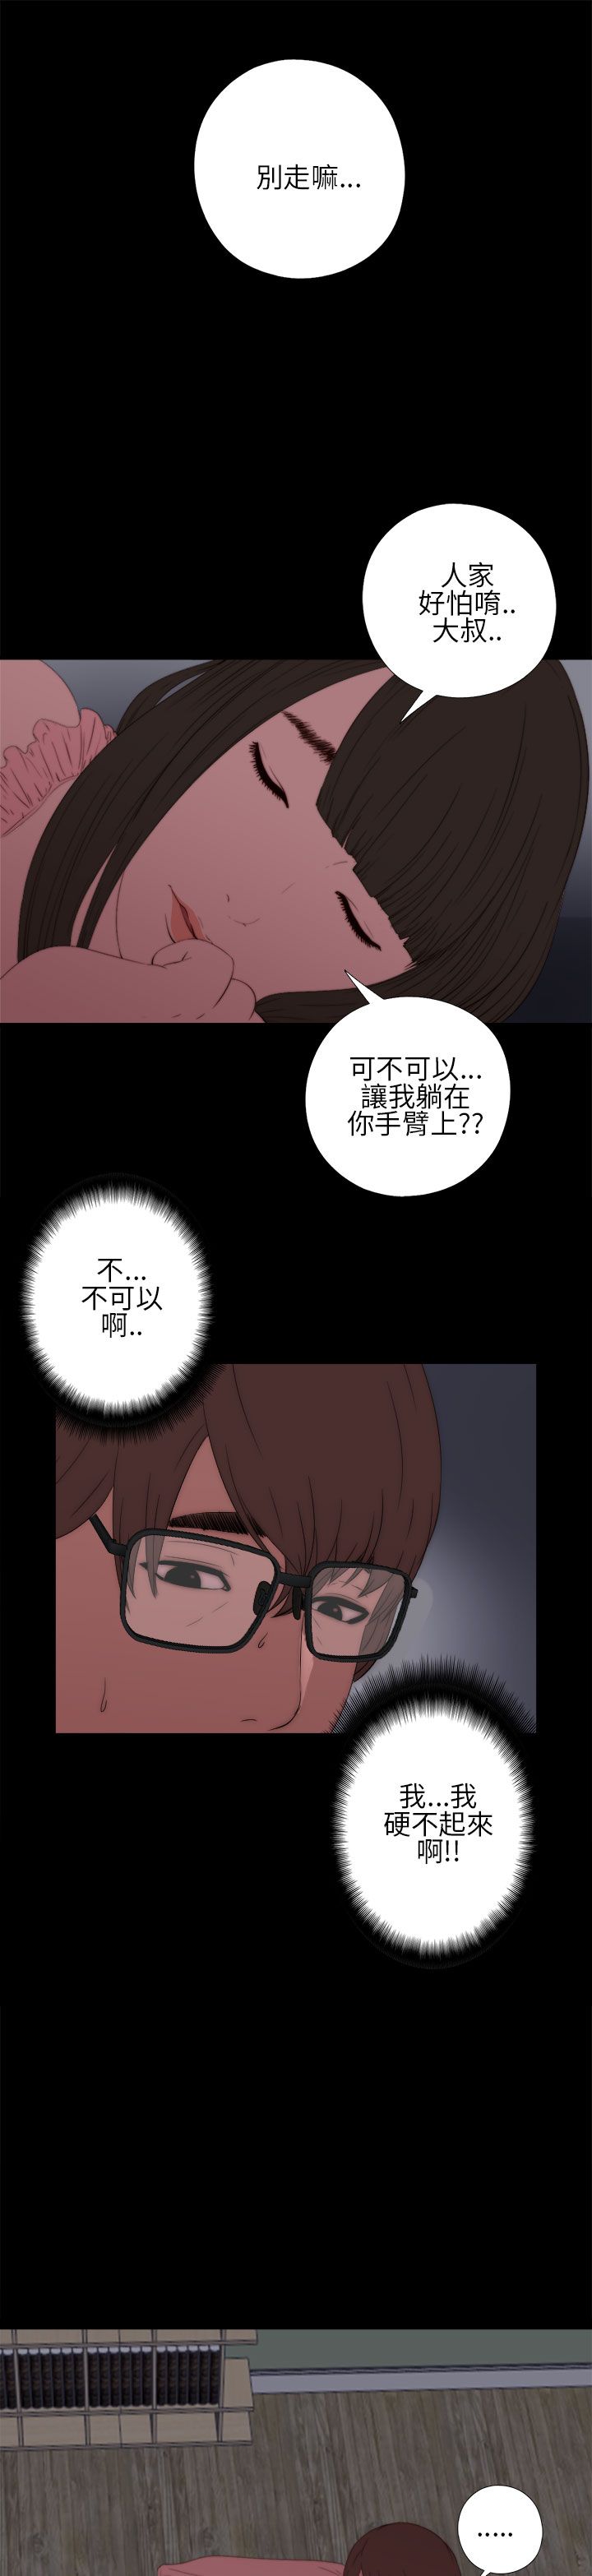 別走嘛...
人家
好怕唷..
大叔..
可不可以...
讓我躺在
你手臂上??
不...
不可以
啊..
我...我
硬不起來
啊!!
.....